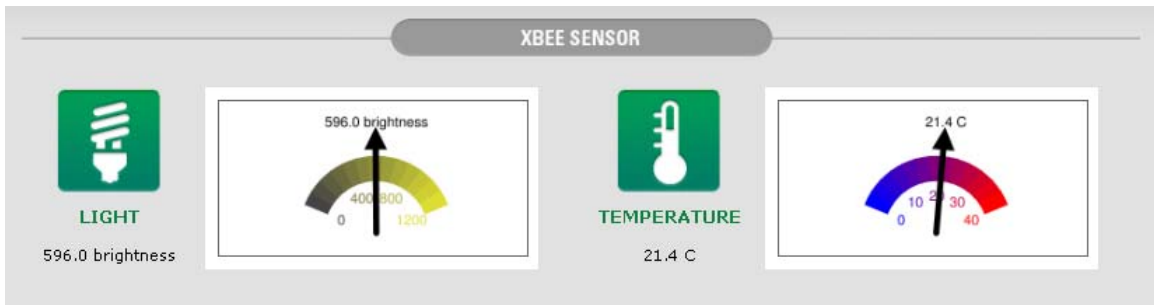 XBEE SENSOR
LIGHT
596.0 brightness
596.0 brightness
0
400
800
1200
TEMPERATURE
21.4 C
21.4 C
0
10
20
30
40